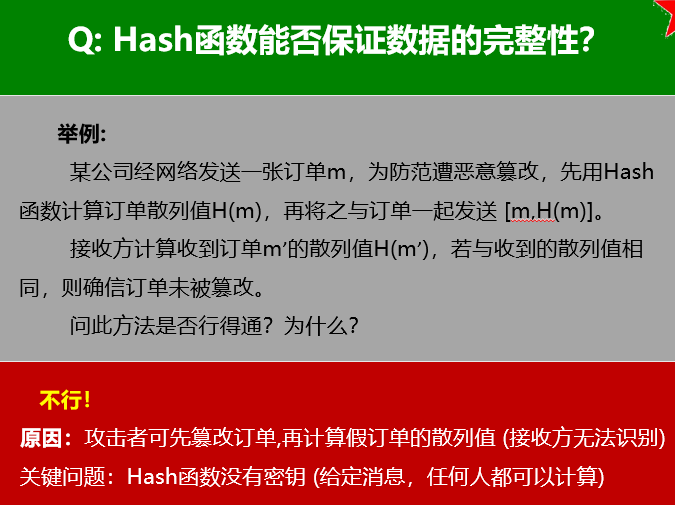 Q: Hash函数能否保证数据的完整性?
举例:
某公司经网络发送一张订单m，为防范遭恶意篡改，先用Hash
函数计算订单散列值H(m)，再将之与订单一起发送 [m,H(m)]。
接收方计算收到订单m′的散列值H(m′)，若与收到的散列值相
同，则确信订单未被篡改。
问此方法是否行得通？为什么？
不行！
原因：攻击者可先篡改订单,再计算假订单的散列值 (接收方无法识别)
关键问题：Hash函数没有密钥 (给定消息，任何人都可以计算)